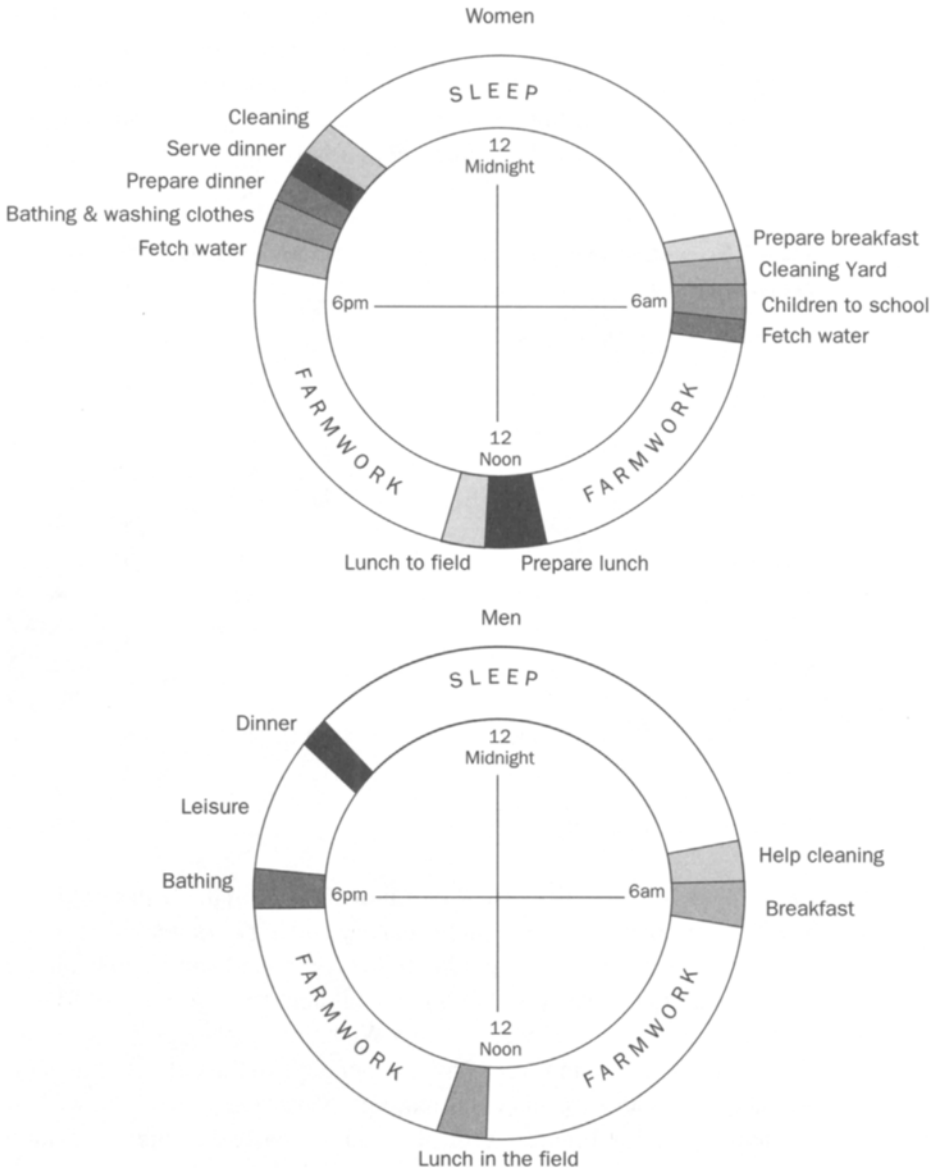 Women
SLEEP
Cleaning
Serve dinner
Prepare dinner
Bathing & washing clothes
Fetch water
12
Midnight
Prepare breakfast
Cleaning Yard
Children to school
Fetch water
6pm
6am
FARMWORK
FARMWORK
12
Noon
Lunch to field
Prepare lunch
Men
SLEEP
Dinner
12
Midnight
Leisure
Help cleaning
Bathing
6pm
6am
Breakfast
FARMWORK
FARMWORK
12
Noon
Lunch in the field